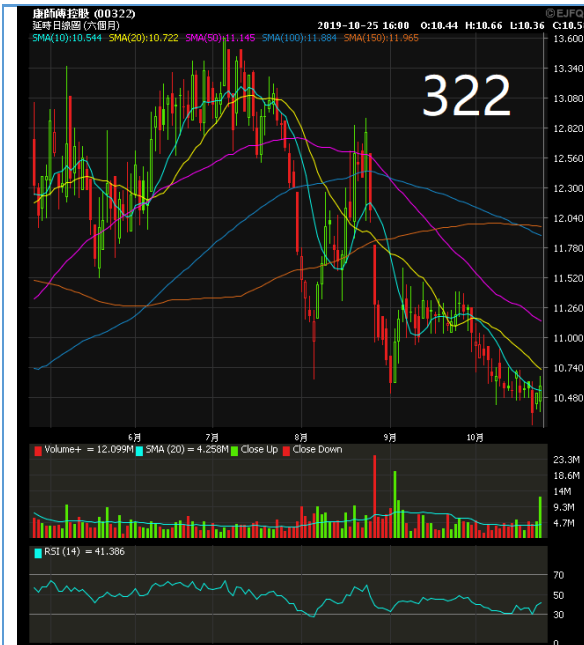 康師傅控股 (00322)
©EJFQ
延時日線圖 (六個月)
2019-10-25 16:00 O:10.44 H:10.66 L:10.36 C:10.5
SMA(10):10.544 SMA(20):10.722 SMA(50):11.145 SMA(100):11.884 SMA(150):11.965
322
13.600
13.340
13.080
12.820
12.560
12.300
12.040
11.780
11.520
11.260
11.000
10.740
10.480
6月 7月 8月 9月 10月
Volume+ = 12.099M SMA (20) = 4.258M Close Up Close Down
23.3M
18.6M
14M
9.3M
4.7M
RSI (14) = 41.386
70
50
30
0